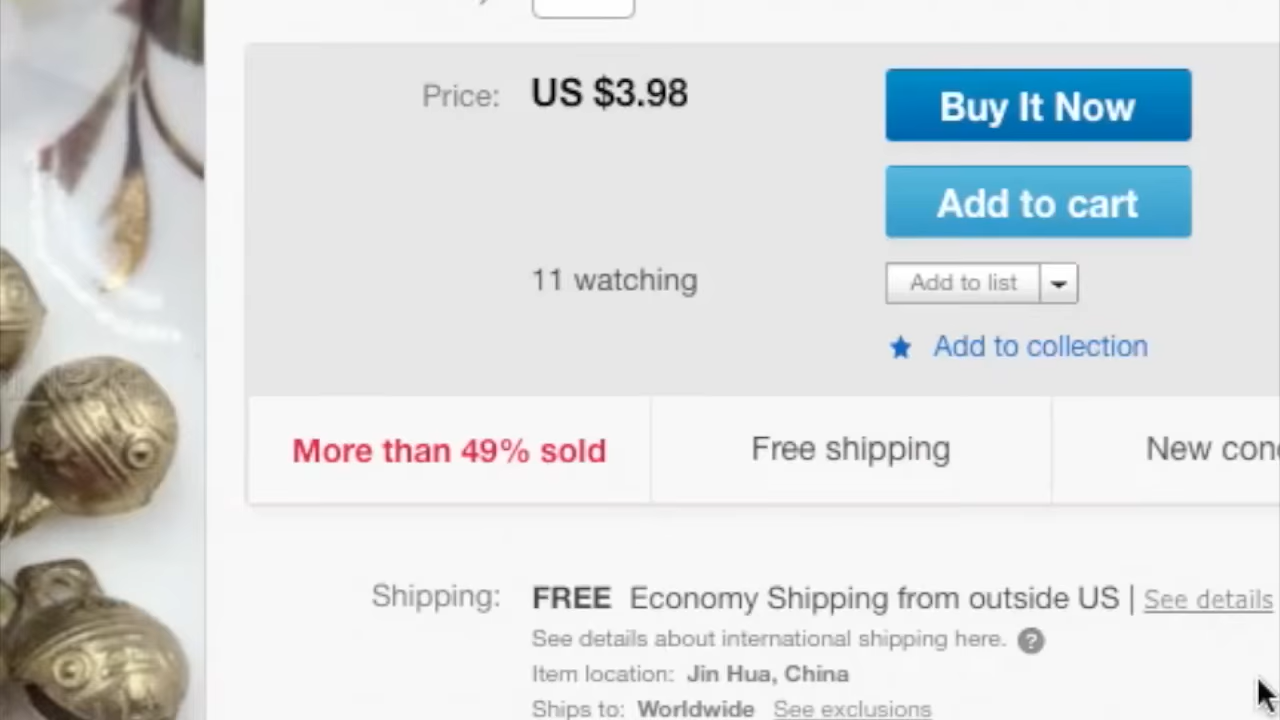 Price: US $3.98
Buy It Now
Add to cart
11 watching
Add to list
Add to collection
More than 49% sold
Free shipping
New con
Shipping: FREE Economy Shipping from outside US | See details
See details about international shipping here. ?
Item location: Jin Hua, China
Ships to: Worldwide See exclusions